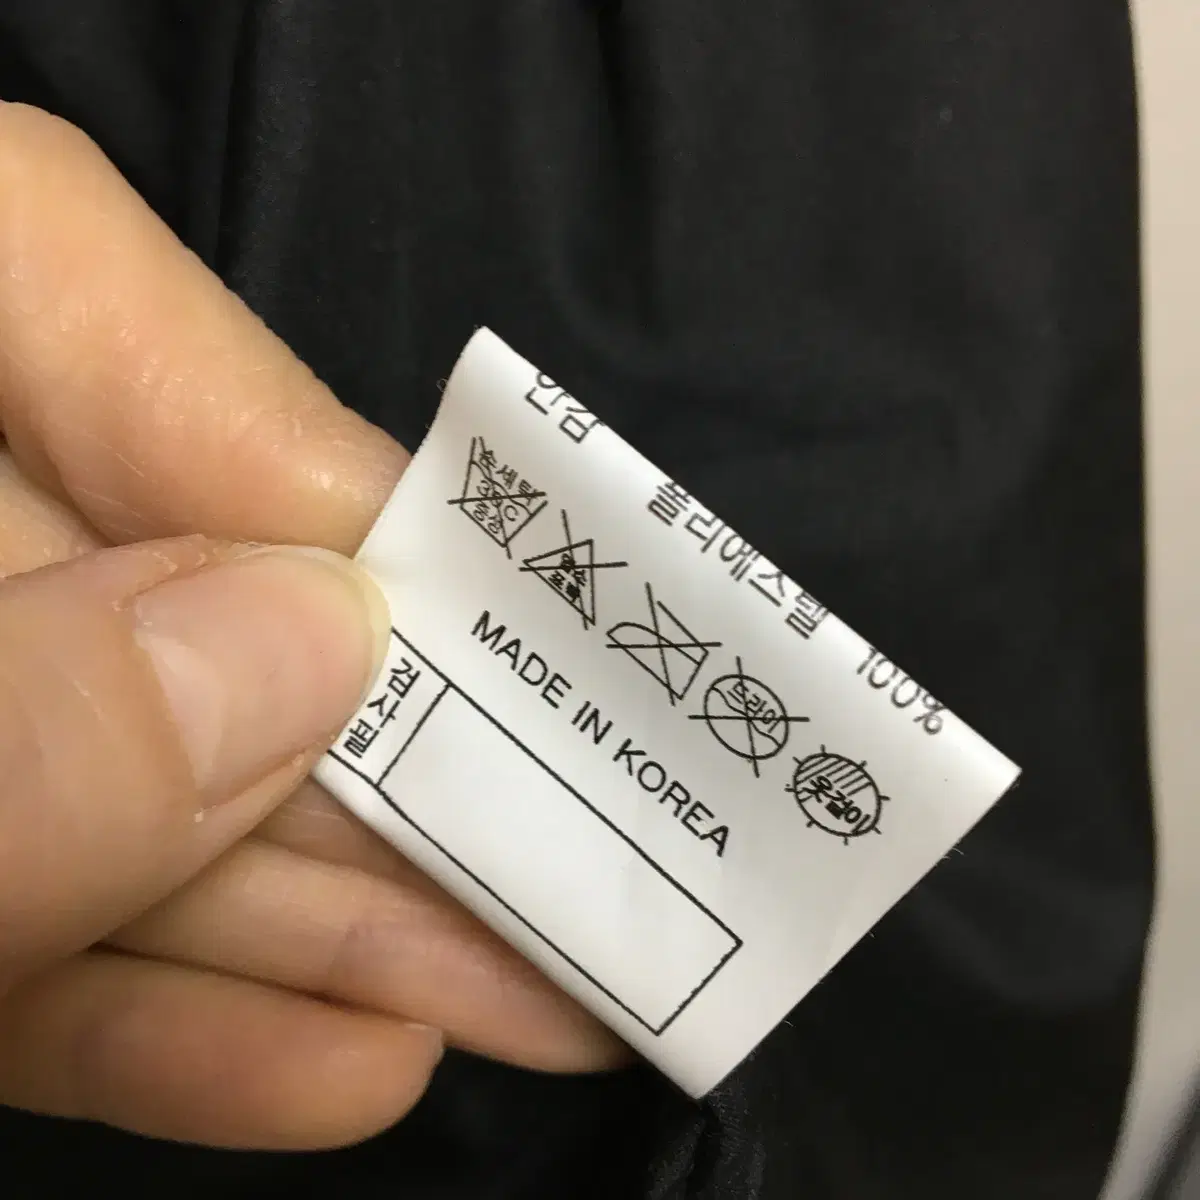 안감 폴리에스텔 100%
손세탁
30°C
중성
염소
표백
드라이
옷걸이
MADE IN KOREA
검사필